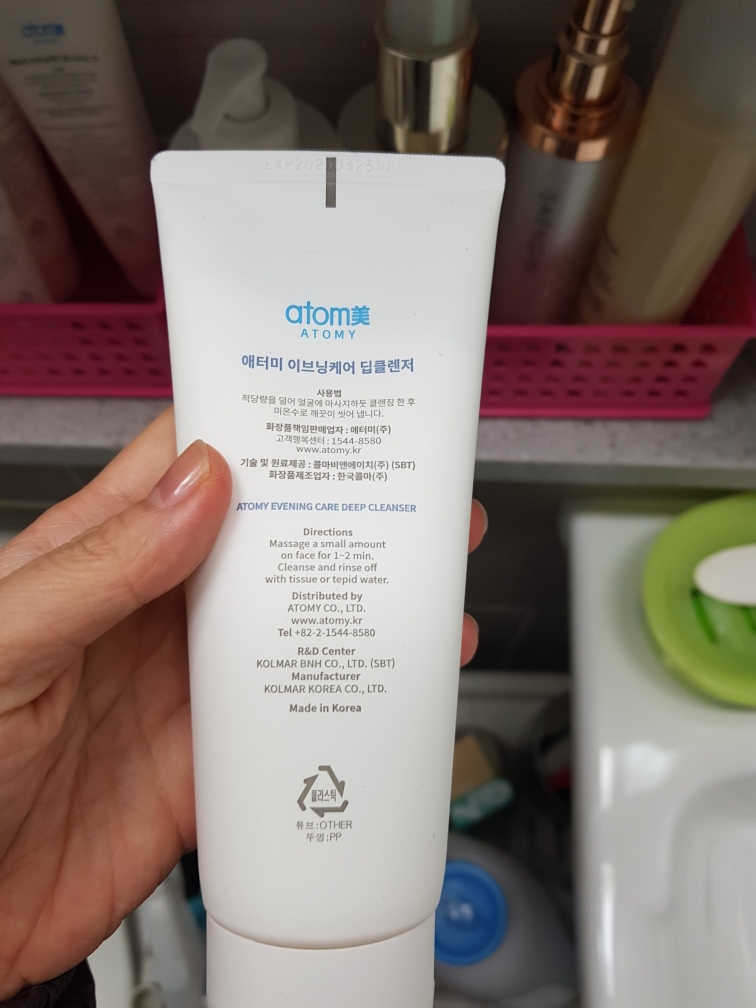 atom美
ATOMY
애터미 이브닝케어 딥클렌저
사용법
적당량을 덜어 얼굴에 마사지하듯 클렌징 한 후
미온수로 깨끗이 씻어 냅니다.
화장품책임판매업자 : 애터미(주)
고객행복센터 : 1544-8580
www.atomy.kr
기술 및 원료제공 : 콜마비앤에이치(주) (SBT)
화장품제조업자 : 한국콜마(주)
ATOMY EVENING CARE DEEP CLEANSER
Directions
Massage a small amount
on face for 1~2 min.
Cleanse and rinse off
with tissue or tepid water.
Distributed by
ATOMY CO., LTD.
www.atomy.kr
Tel +82-2-1544-8580
R&D Center
KOLMAR BNH CO., LTD. (SBT)
Manufacturer
KOLMAR KOREA CO., LTD.
Made in Korea
플라스틱
튜브:OTHER
뚜껑:PP